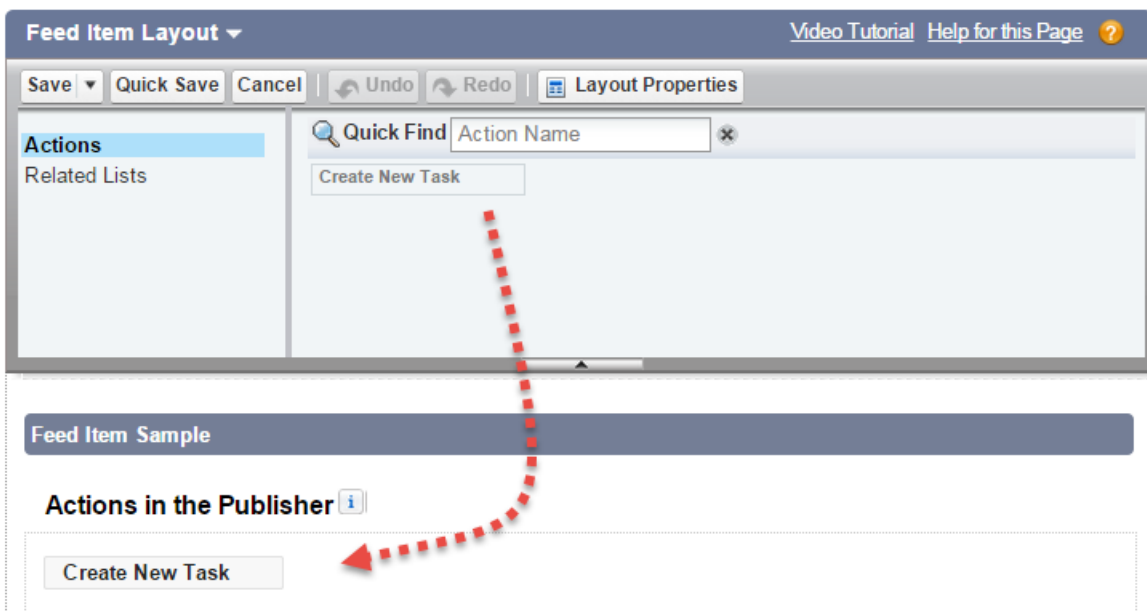 Feed Item Layout Video Tutorial Help for this Page ?
Save Quick Save Cancel Undo Redo Layout Properties
Actions
Related Lists
Quick Find Action Name
Create New Task
Feed Item Sample
Actions in the Publisher i
Create New Task